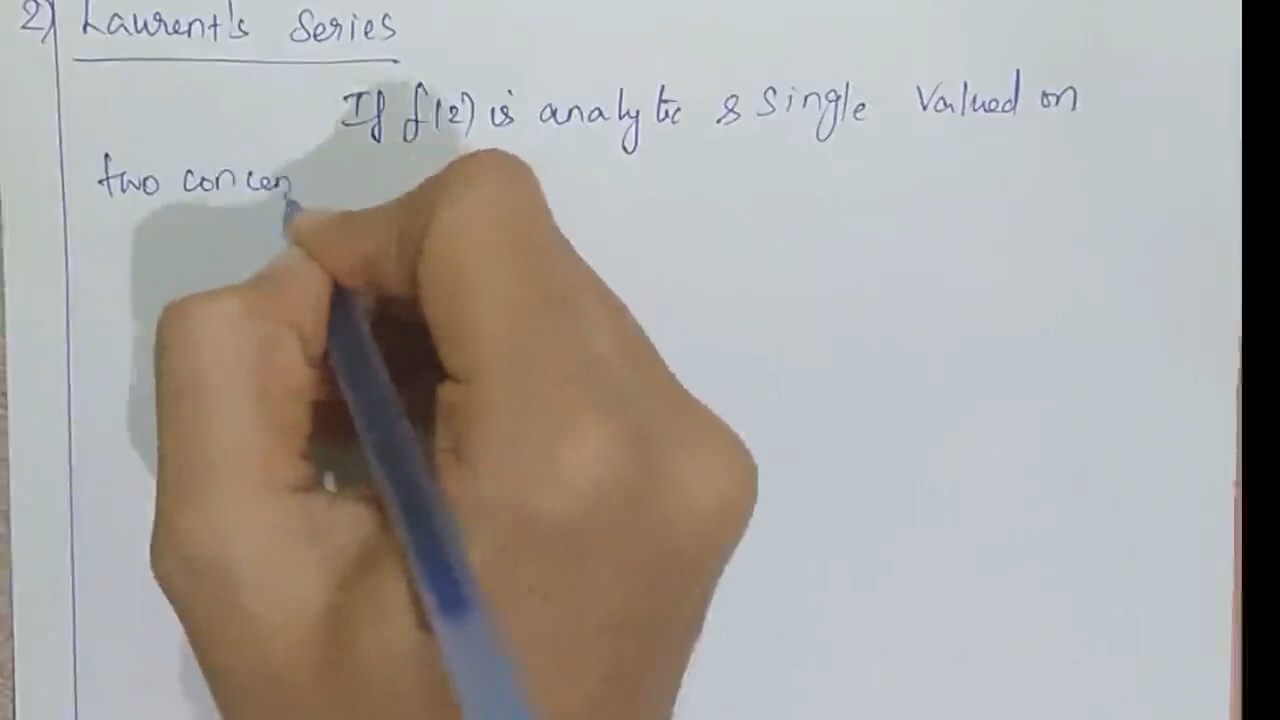 2) Laurent's Series
If f(z) is analytic & single valued on
two concen